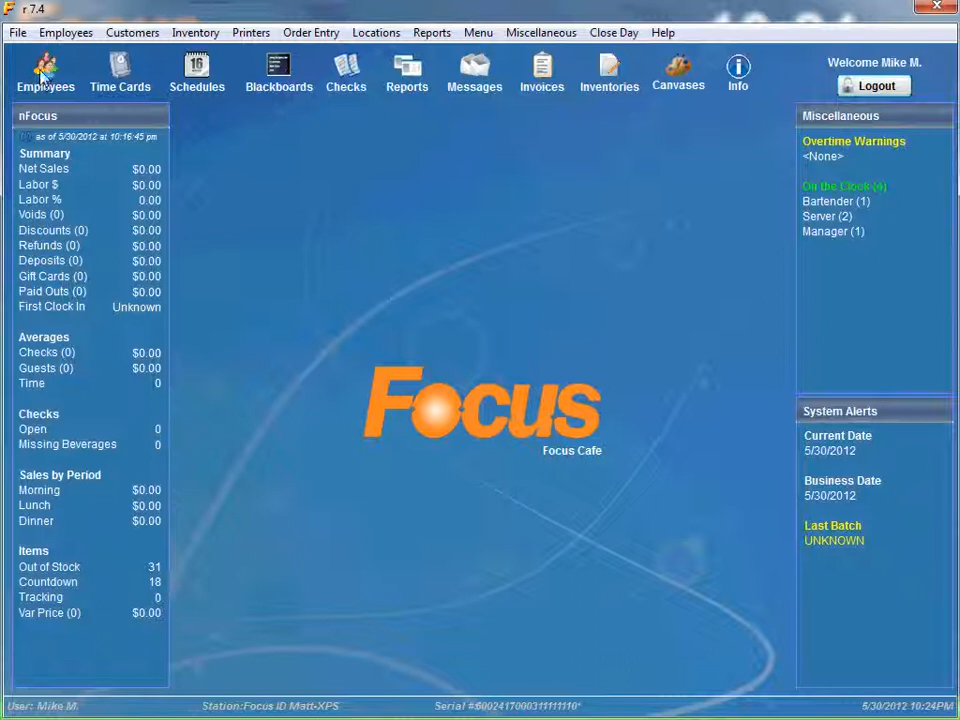 r 7.4
File Employees Customers Inventory Printers Order Entry Locations Reports Menu Miscellaneous Close Day Help
Employees Time Cards Schedules Blackboards Checks Reports Messages Invoices Inventories Canvases Info
16
Welcome Mike M.
Logout
nFocus
as of 5/30/2012 at 10:16:45 pm
Summary
Net Sales $0.00
Labor $ $0.00
Labor % 0.00
Voids (0) $0.00
Discounts (0) $0.00
Refunds (0) $0.00
Deposits (0) $0.00
Gift Cards (0) $0.00
Paid Outs (0) $0.00
First Clock In Unknown
Averages
Checks (0) $0.00
Guests (0) $0.00
Time 0
Checks
Open 0
Missing Beverages 0
Sales by Period
Morning $0.00
Lunch $0.00
Dinner $0.00
Items
Out of Stock 31
Countdown 18
Tracking 0
Var Price (0) $0.00
Focus
Focus Cafe
Miscellaneous
Overtime Warnings
<None>
On the Clock (4)
Bartender (1)
Server (2)
Manager (1)
System Alerts
Current Date
5/30/2012
Business Date
5/30/2012
Last Batch
UNKNOWN
User: Mike M. Station:Focus ID Matt-XPS 5/30/2012 10:24PM